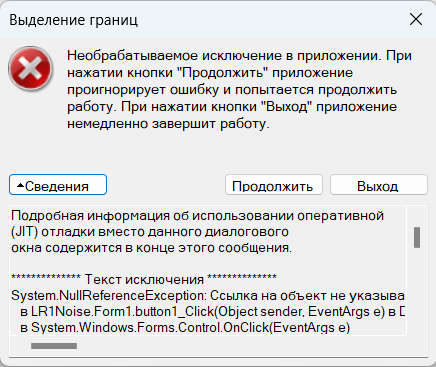 Выделение границ
Необрабатываемое исключение в приложении. При
нажатии кнопки "Продолжить" приложение
проигнорирует ошибку и попытается продолжить
работу. При нажатии кнопки "Выход" приложение
немедленно завершит работу.
Сведения
Продолжить
Выход
Подробная информация об использовании оперативной
(JIT) отладки вместо данного диалогового
окна содержится в конце этого сообщения.
************** Текст исключения **************
System.NullReferenceException: Ссылка на объект не указыва
в LR1Noise.Form1.button1_Click(Object sender, EventArgs e) в D
в System.Windows.Forms.Control.OnClick(EventArgs e)